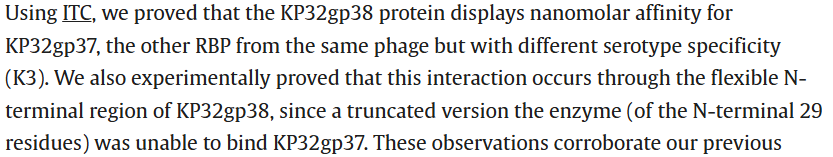 Using ITC, we proved that the KP32gp38 protein displays nanomolar affinity for
KP32gp37, the other RBP from the same phage but with different serotype specificity
(K3). We also experimentally proved that this interaction occurs through the flexible N-
terminal region of KP32gp38, since a truncated version the enzyme (of the N-terminal 29
residues) was unable to bind KP32gp37. These observations corroborate our previous